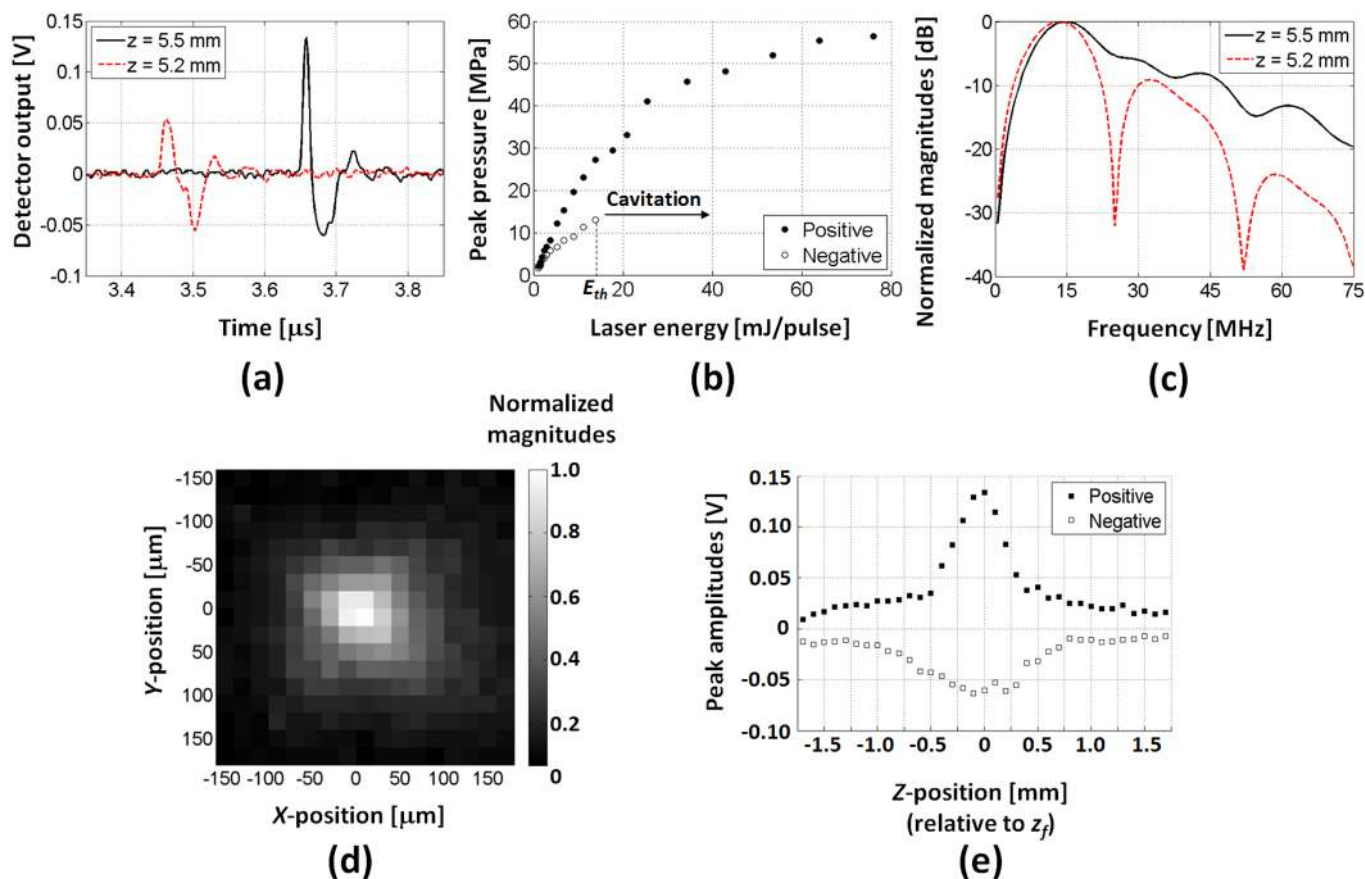 0.15
0.1
0.05
0
-0.05
-0.1
3.4 3.5 3.6 3.7 3.8
Detector output [V]
Time [μs]
z = 5.5 mm
z = 5.2 mm
(a)
60
50
40
30
20
10
0
0 20 40 60 80
E_th
Peak pressure [MPa]
Laser energy [mJ/pulse]
Cavitation
Positive
Negative
(b)
0
-10
-20
-30
-40
0 15 30 45 60 75
Normalized magnitudes [dB]
Frequency [MHz]
z = 5.5 mm
z = 5.2 mm
(c)
Normalized
magnitudes
1.0
0.8
0.6
0.4
0.2
0
-150
-100
-50
0
50
100
150
-150 -100 -50 0 50 100 150
Y-position [μm]
X-position [μm]
(d)
0.15
0.10
0.05
0
-0.05
-0.10
-1.5 -1.0 -0.5 0 0.5 1.0 1.5
Peak amplitudes [V]
Positive
Negative
Z-position [mm]
(relative to z_f)
(e)